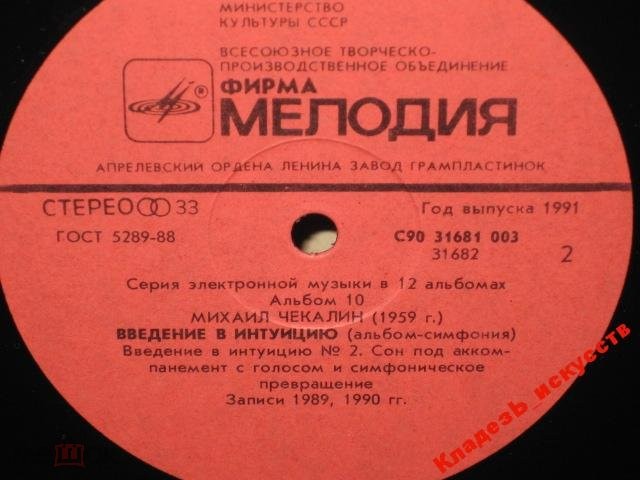 МИНИСТЕРСТВО
КУЛЬТУРЫ СССР
ВСЕСОЮЗНОЕ ТВОРЧЕСКО-
ПРОИЗВОДСТВЕННОЕ ОБЪЕДИНЕНИЕ
ФИРМА
®
МЕЛОДИЯ
АПРЕЛЕВСКИЙ ОРДЕНА ЛЕНИНА ЗАВОД ГРАМПЛАСТИНОК
СТЕРЕО 33
Год выпуска 1991
ГОСТ 5289-88
С90 31681 003
31682
2
Серия электронной музыки в 12 альбомах
Альбом 10
МИХАИЛ ЧЕКАЛИН (1959 г.)
ВВЕДЕНИЕ В ИНТУИЦИЮ (альбом-симфония)
Введение в интуицию № 2. Сон под акком-
панемент с голосом и симфоническое
превращение
Записи 1989, 1990 гг.
КладезЬ_искусств